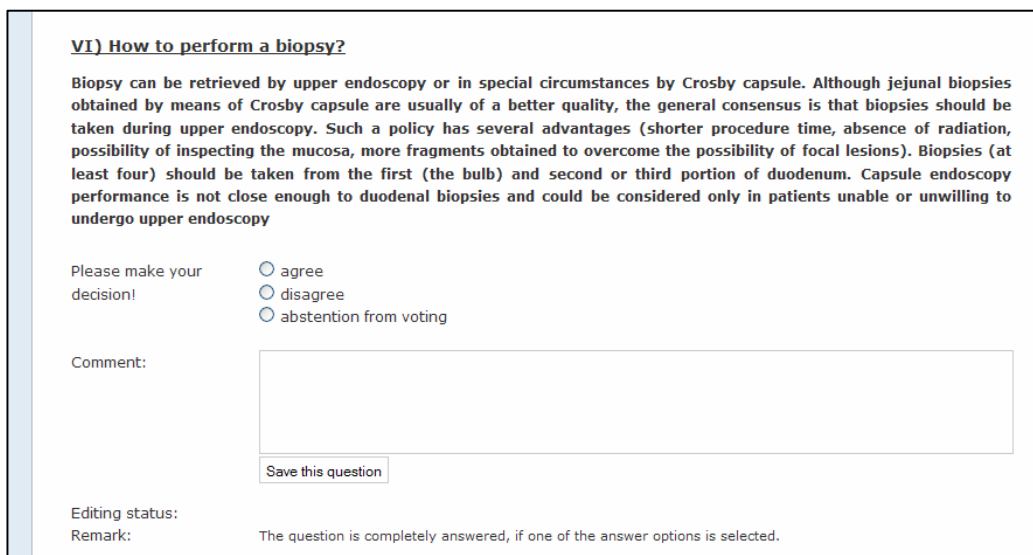 VI) How to perform a biopsy?
Biopsy can be retrieved by upper endoscopy or in special circumstances by Crosby capsule. Although jejunal biopsies
obtained by means of Crosby capsule are usually of a better quality, the general consensus is that biopsies should be
taken during upper endoscopy. Such a policy has several advantages (shorter procedure time, absence of radiation,
possibility of inspecting the mucosa, more fragments obtained to overcome the possibility of focal lesions). Biopsies (at
least four) should be taken from the first (the bulb) and second or third portion of duodenum. Capsule endoscopy
performance is not close enough to duodenal biopsies and could be considered only in patients unable or unwilling to
undergo upper endoscopy
Please make your
decision!
agree
disagree
abstention from voting
Comment:
Save this question
Editing status:
Remark: The question is completely answered, if one of the answer options is selected.